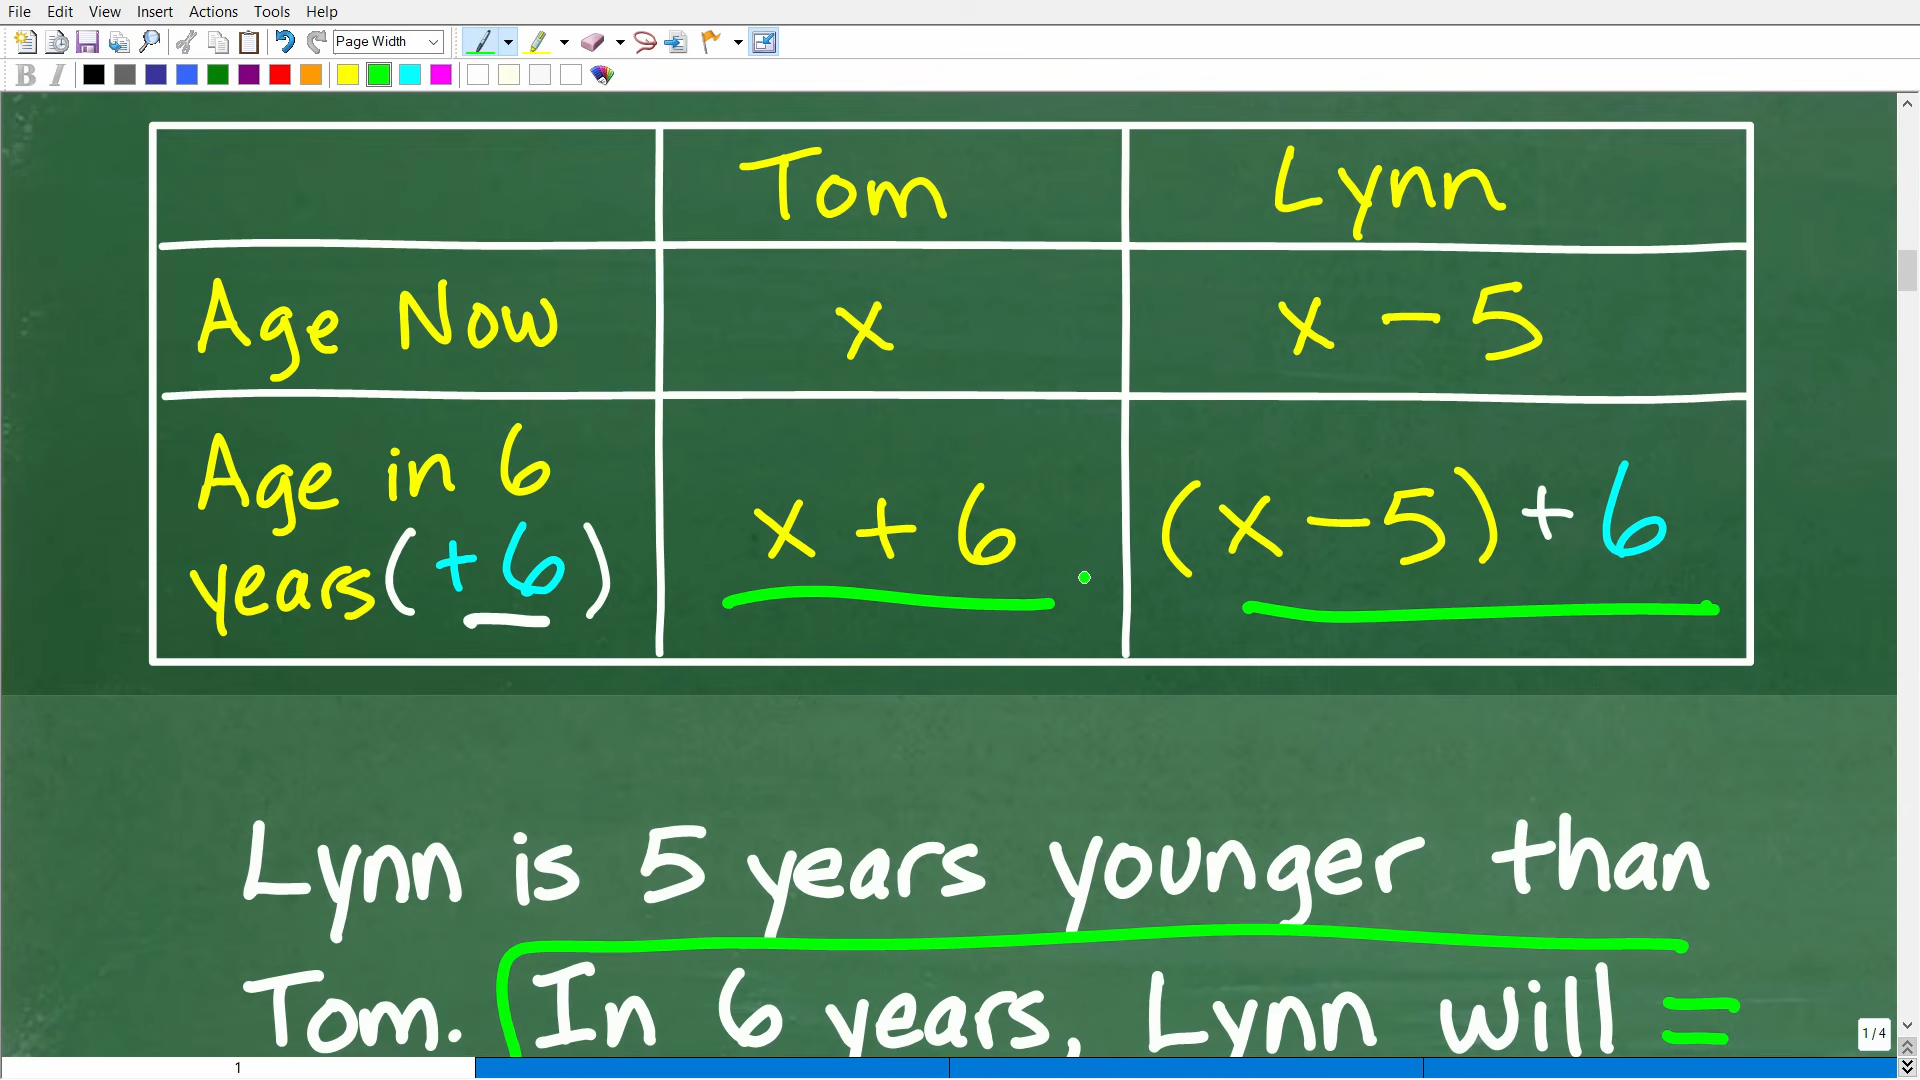 File Edit View Insert Actions Tools Help
Page Width
B I
Tom Lynn
Age Now x x - 5
Age in 6
years (+6) x + 6 (x - 5) + 6
Lynn is 5 years younger than
Tom. In 6 years, Lynn will =
1 / 4
1